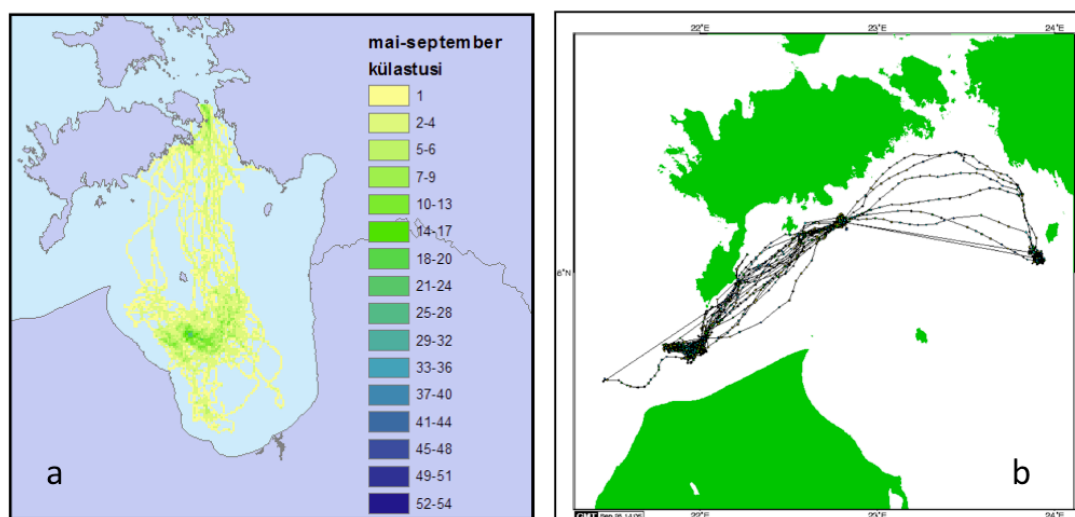 mai-september
külastusi
1
2-4
5-6
7-9
10-13
14-17
18-20
21-24
25-28
29-32
33-36
37-40
41-44
45-48
49-51
52-54
a
22°E
23°E
24°E
8°N
b
22°E
23°E
24°E
GMT